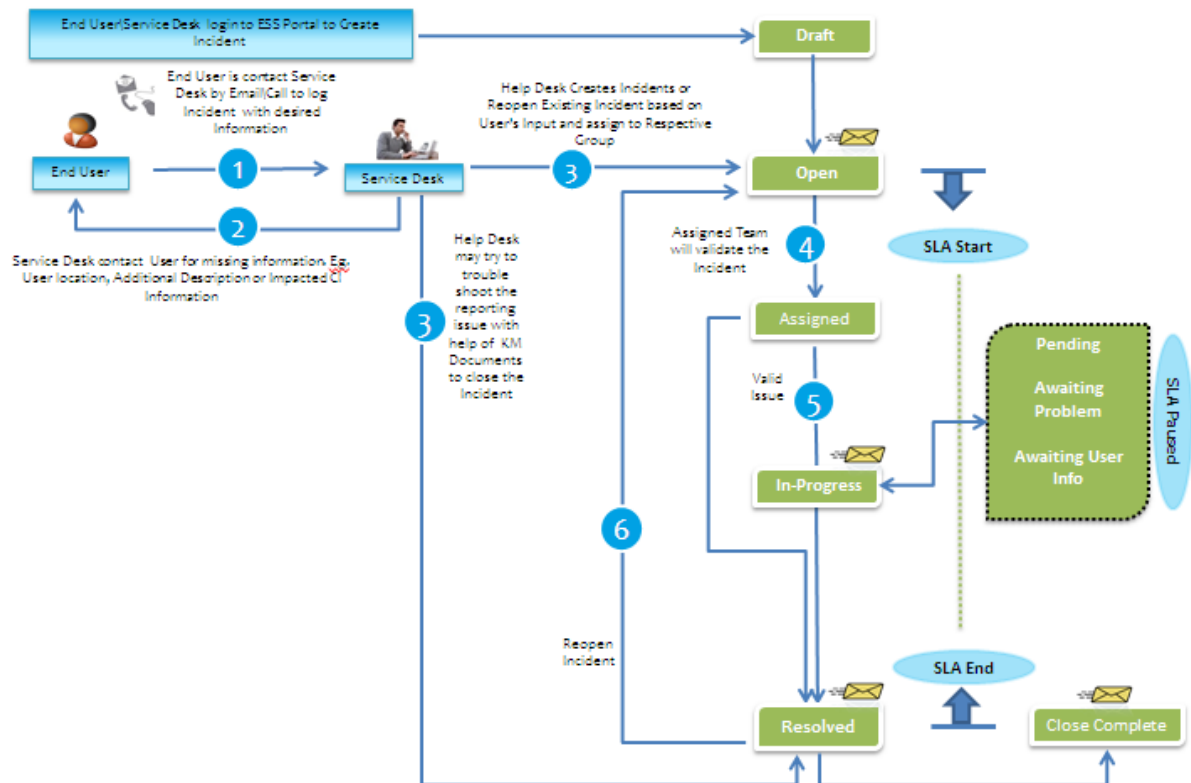 End User\Service Desk login to ESS Portal to Create
Incident
Draft
End User is contact Service
Desk by Email\Call to log
Incident with desired
Information
Help Desk Creates Incidents or
Reopen Existing Incident based on
User's Input and assign to Respective
Group
End User
1
Service Desk
3
Open
2
Service Desk contact User for missing information. Eg.
User location, Additional Description or Impacted CI
Information
Help Desk
may try to
trouble
shoot the
reporting
issue with
help of KM
Documents
to close the
Incident
3
Assigned Team
will validate the
Incident
4
SLA Start
Assigned
Valid
Issue
5
Pending
Awaiting
Problem
Awaiting User
Info
SLA Paused
In-Progress
6
Reopen
Incident
SLA End
Resolved
Close Complete